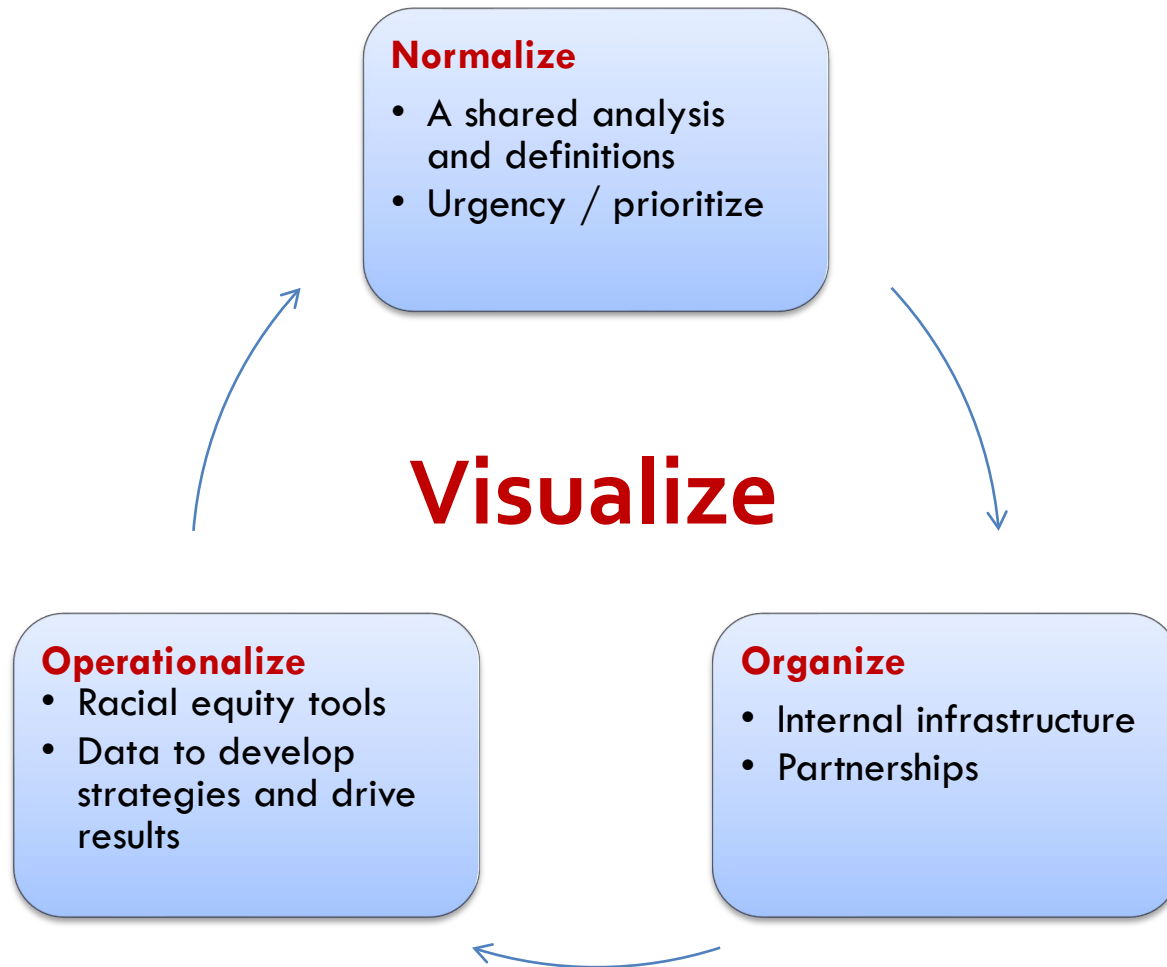 Normalize
• A shared analysis
and definitions
• Urgency / prioritize
Visualize
Operationalize
• Racial equity tools
• Data to develop
strategies and drive
results
Organize
• Internal infrastructure
• Partnerships